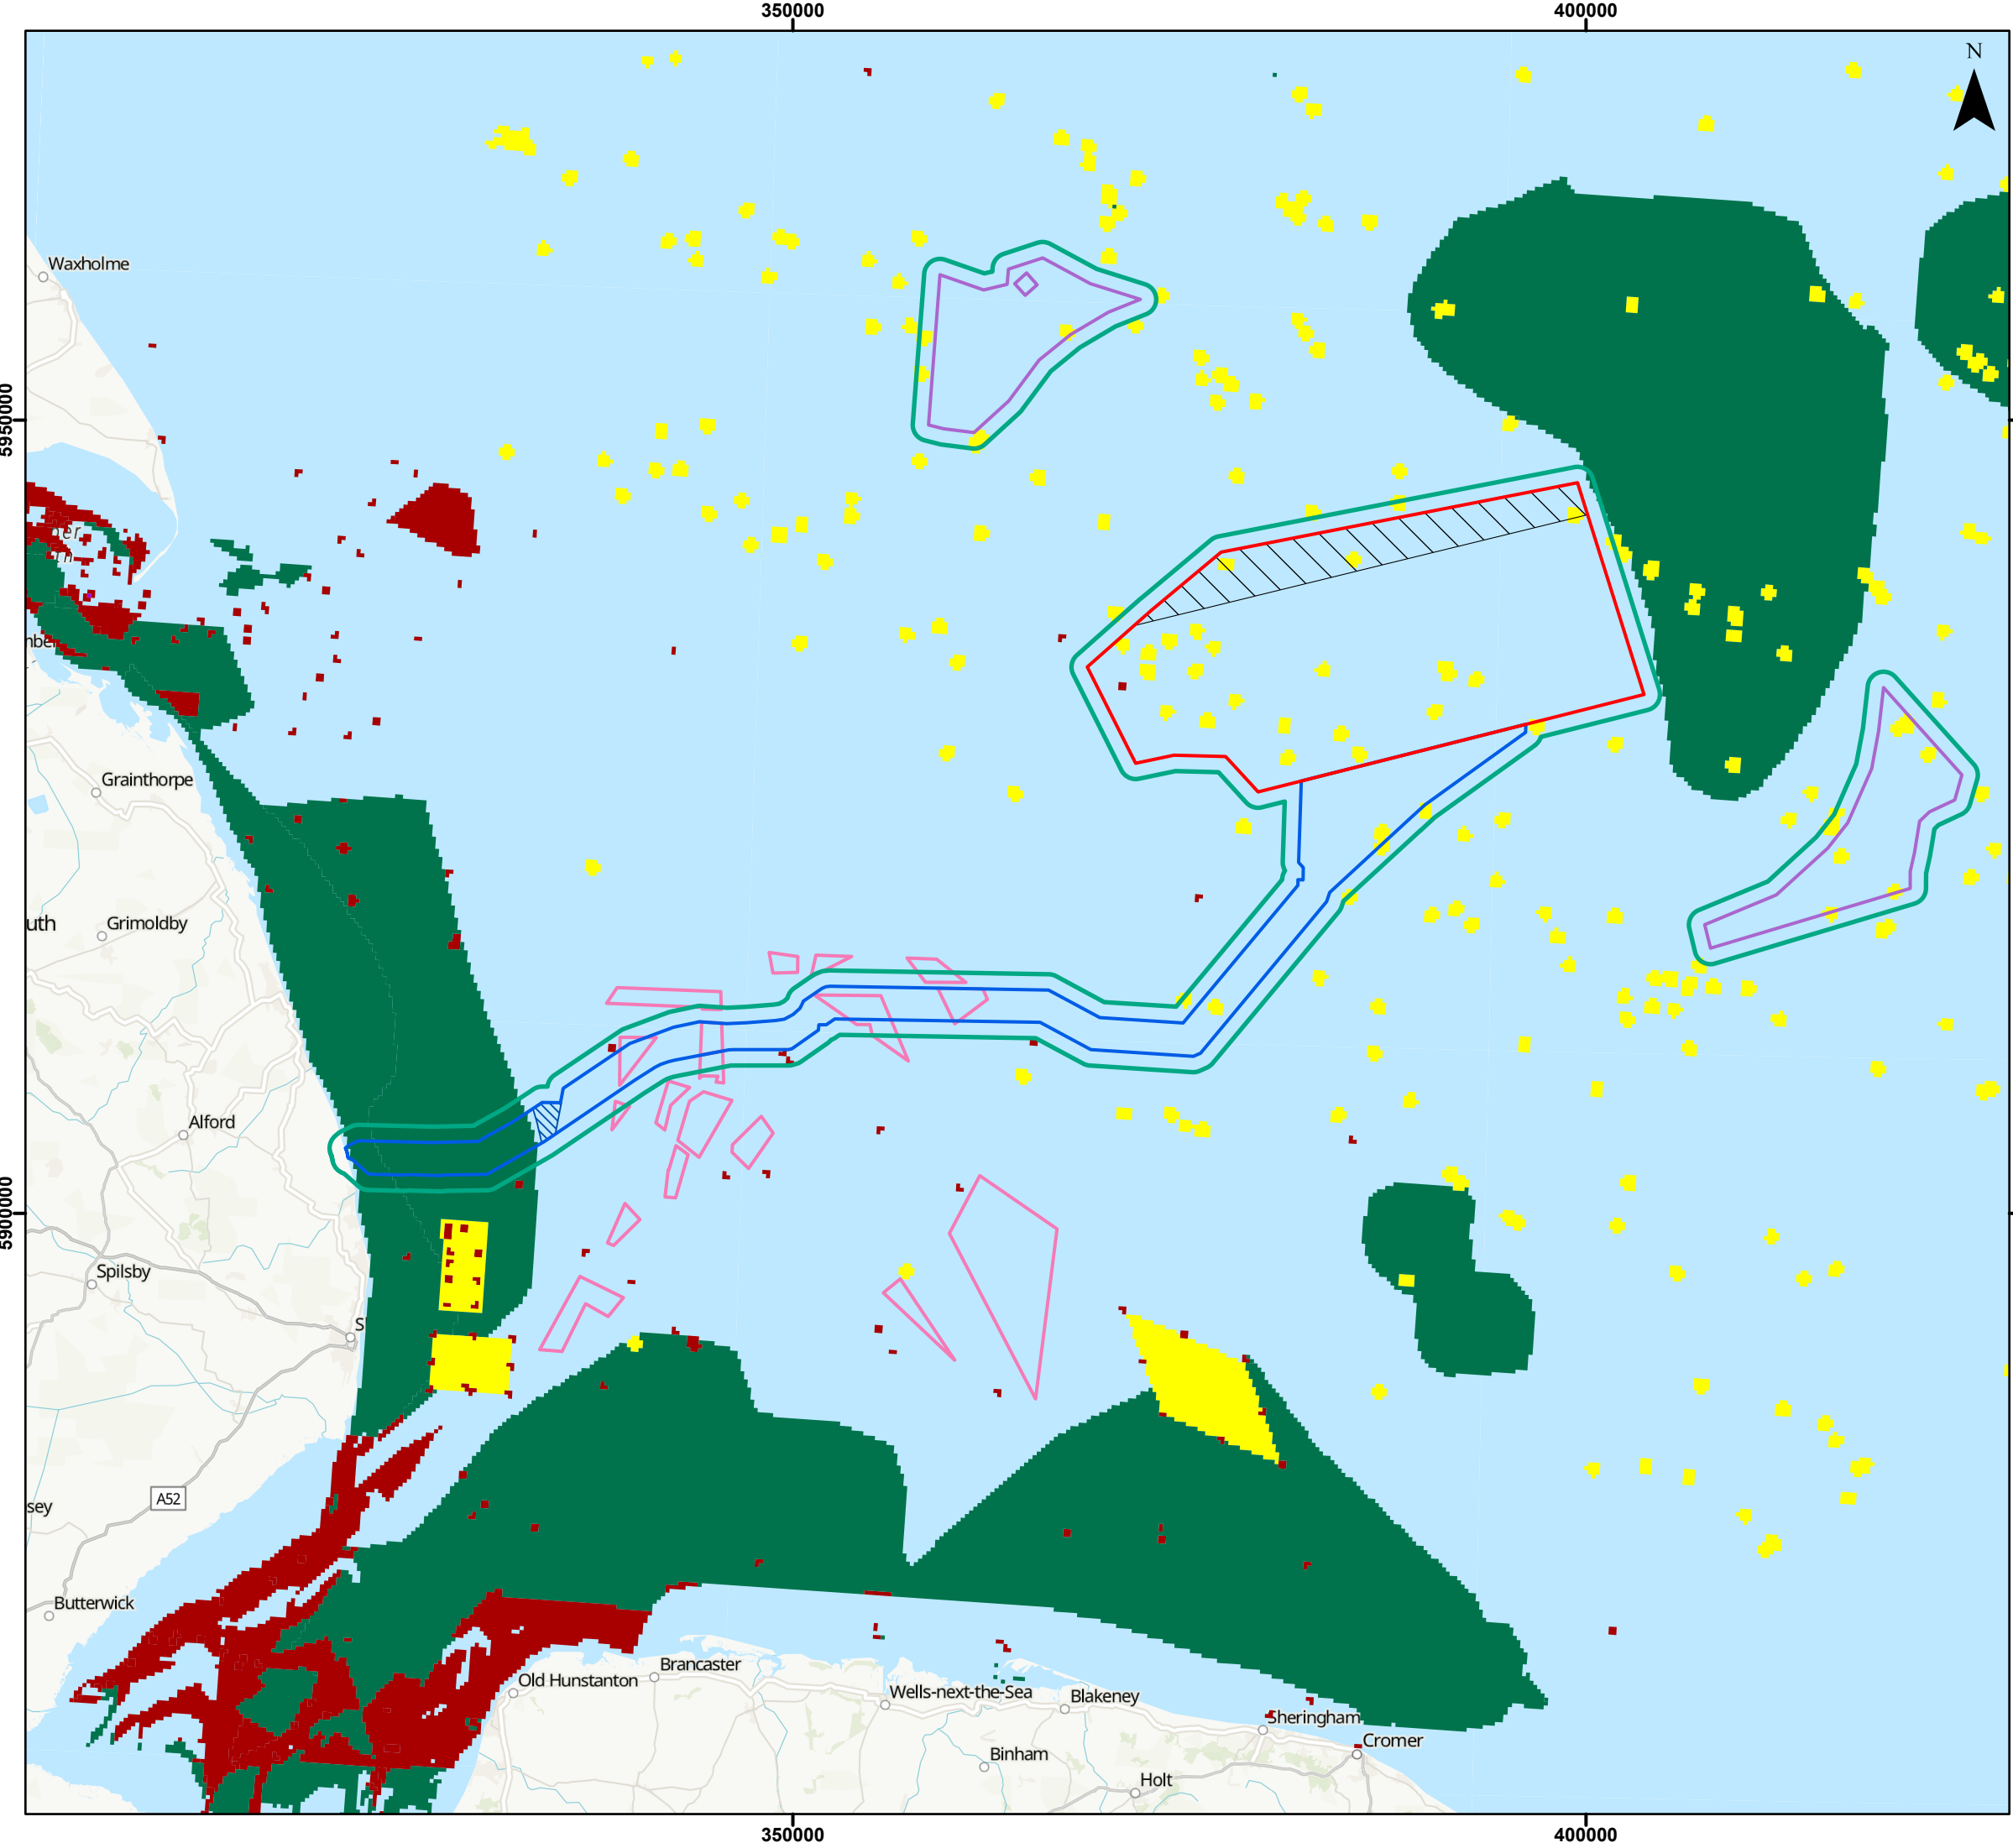 350000
400000
N
Waxholme
5950000
Grainthorpe
Grimoldby
uth
Alford
5900000
Spilsby
S
A52
sey
Butterwick
Old Hunstanton
Brancaster
Wells-next-the-Sea
Blakeney
Sheringham
Cromer
Binham
Holt
350000
400000